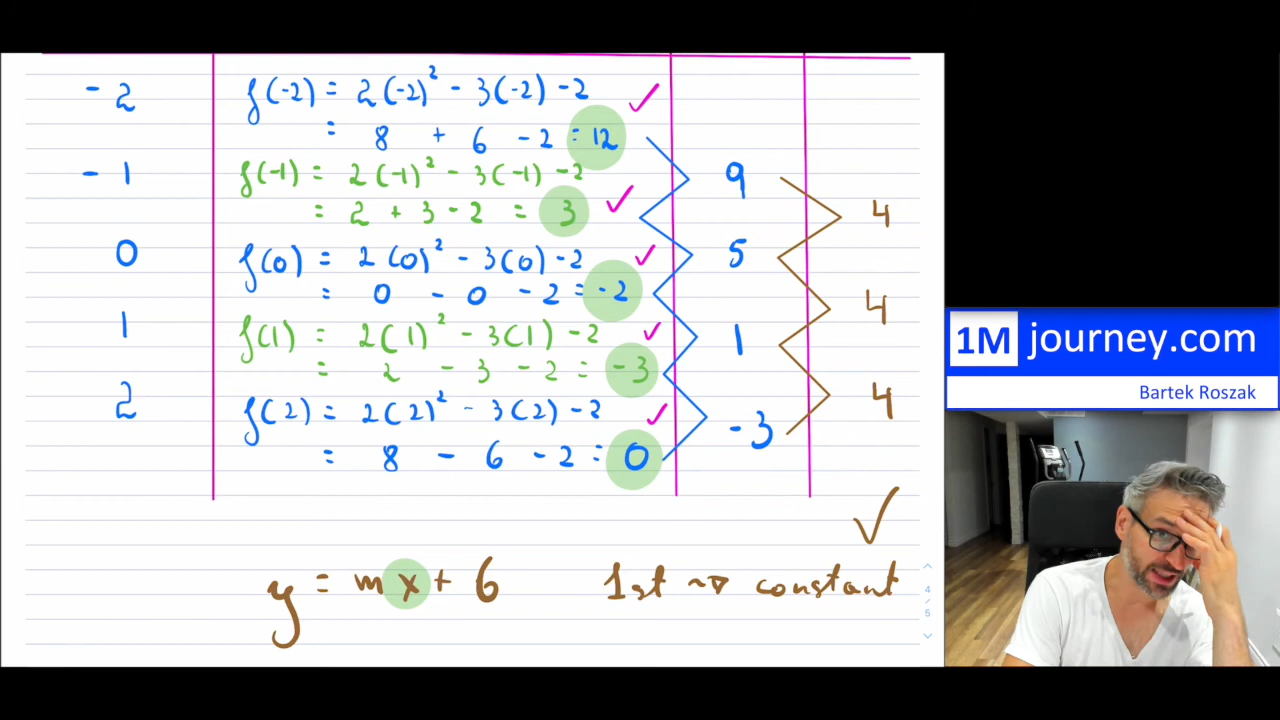 -2 f(-2) = 2(-2)² - 3(-2) - 2 ✓
= 8 + 6 - 2 = 12
-1 f(-1) = 2(-1)² - 3(-1) - 2 9
= 2 + 3 - 2 = 3 ✓ 4
0 f(0) = 2(0)² - 3(0) - 2 ✓ 5
= 0 - 0 - 2 = -2 4
1 f(1) = 2(1)² - 3(1) - 2 ✓ 1
= 2 - 3 - 2 = -3
2 f(2) = 2(2)² - 3(2) - 2 ✓ -3 4
= 8 - 6 - 2 = 0
✓
y = mx + 6 1st ~> constant
4
/
5
1M journey.com
Bartek Roszak